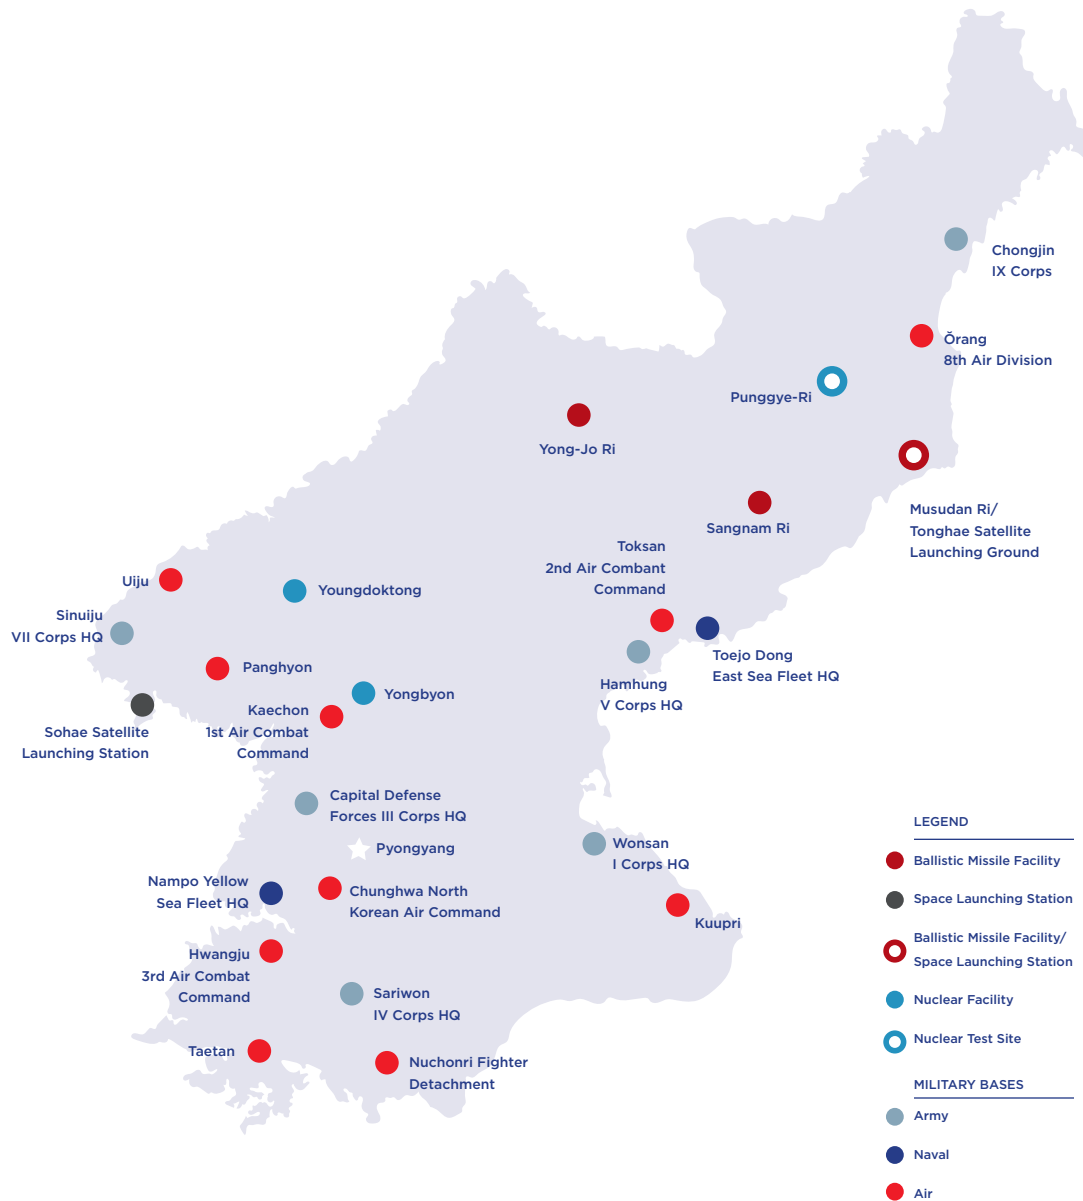 Chongjin
IX Corps
Ŏrang
8th Air Division
Punggye-Ri
Yong-Jo Ri
Musudan Ri/
Tonghae Satellite
Launching Ground
Sangnam Ri
Toksan
2nd Air Combant
Command
Uiju
Youngdoktong
Sinuiju
VII Corps HQ
Toejo Dong
East Sea Fleet HQ
Panghyon
Hamhung
V Corps HQ
Yongbyon
Kaechon
1st Air Combat
Command
Sohae Satellite
Launching Station
Capital Defense
Forces III Corps HQ
Pyongyang
Wonsan
I Corps HQ
Nampo Yellow
Sea Fleet HQ
Chunghwa North
Korean Air Command
Kuupri
Hwangju
3rd Air Combat
Command
Sariwon
IV Corps HQ
Taetan
Nuchonri Fighter
Detachment
LEGEND
Ballistic Missile Facility
Space Launching Station
Ballistic Missile Facility/
Space Launching Station
Nuclear Facility
Nuclear Test Site
MILITARY BASES
Army
Naval
Air